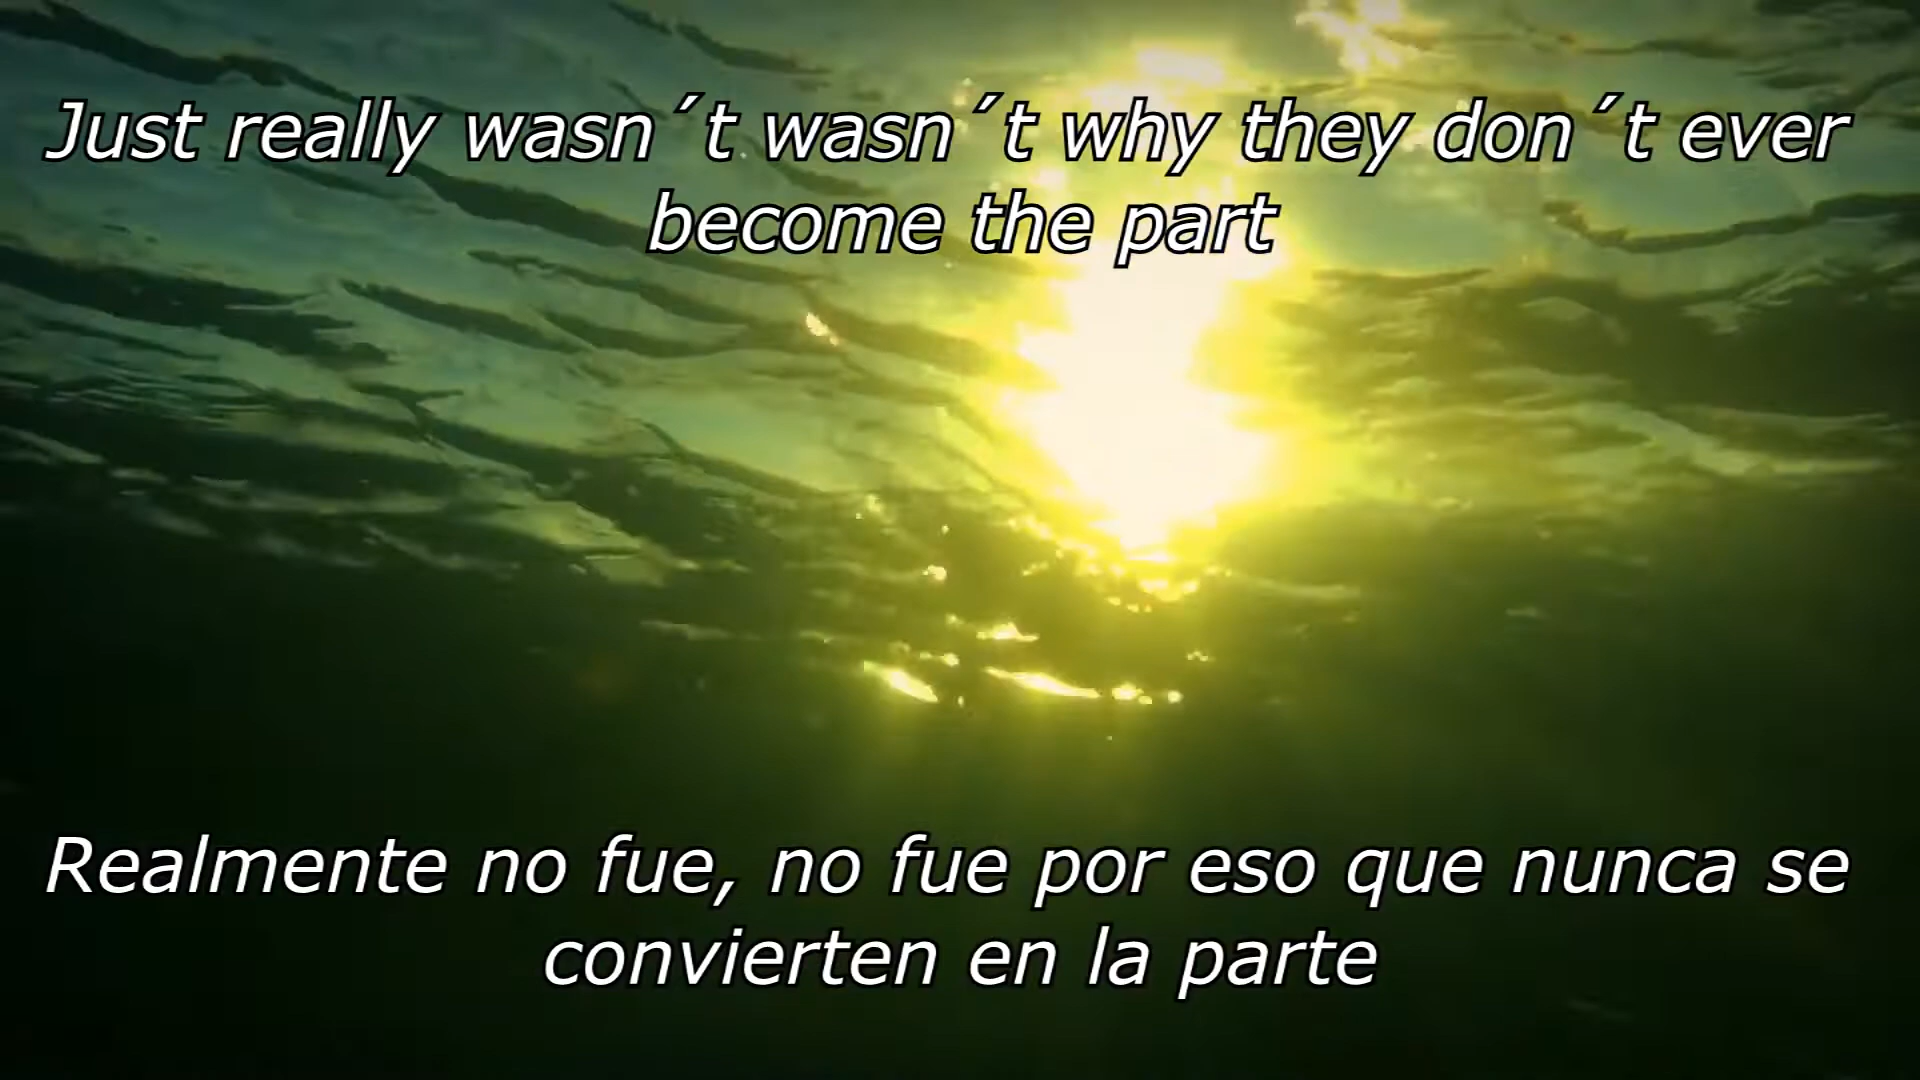 Just really wasn´t wasn´t why they don´t ever
become the part
Realmente no fue, no fue por eso que nunca se
convierten en la parte